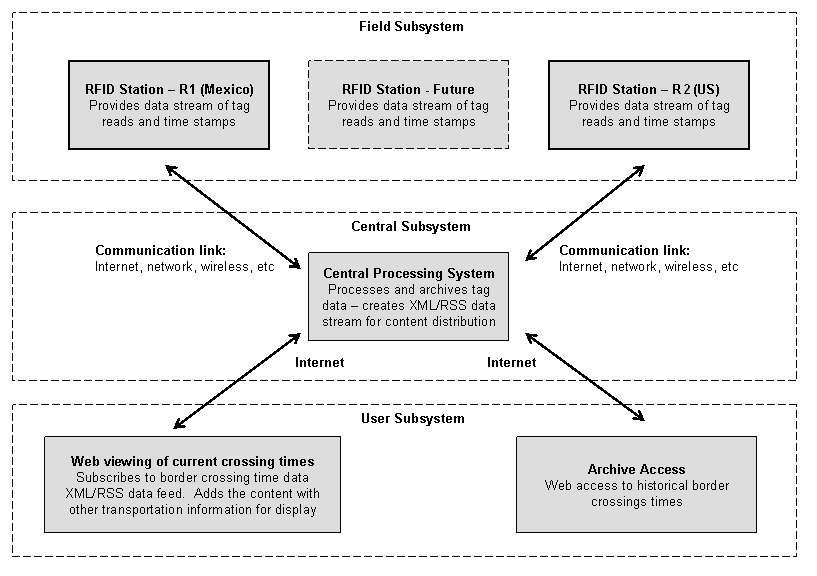 Field Subsystem
RFID Station – R1 (Mexico)
Provides data stream of tag
reads and time stamps
RFID Station - Future
Provides data stream of tag
reads and time stamps
RFID Station – R2 (US)
Provides data stream of tag
reads and time stamps
Central Subsystem
Communication link:
Internet, network, wireless, etc
Central Processing System
Processes and archives tag
data – creates XML/RSS data
stream for content distribution
Communication link:
Internet, network, wireless, etc
Internet
Internet
User Subsystem
Web viewing of current crossing times
Subscribes to border crossing time data
XML/RSS data feed.  Adds the content with
other transportation information for display
Archive Access
Web access to historical border
crossings times